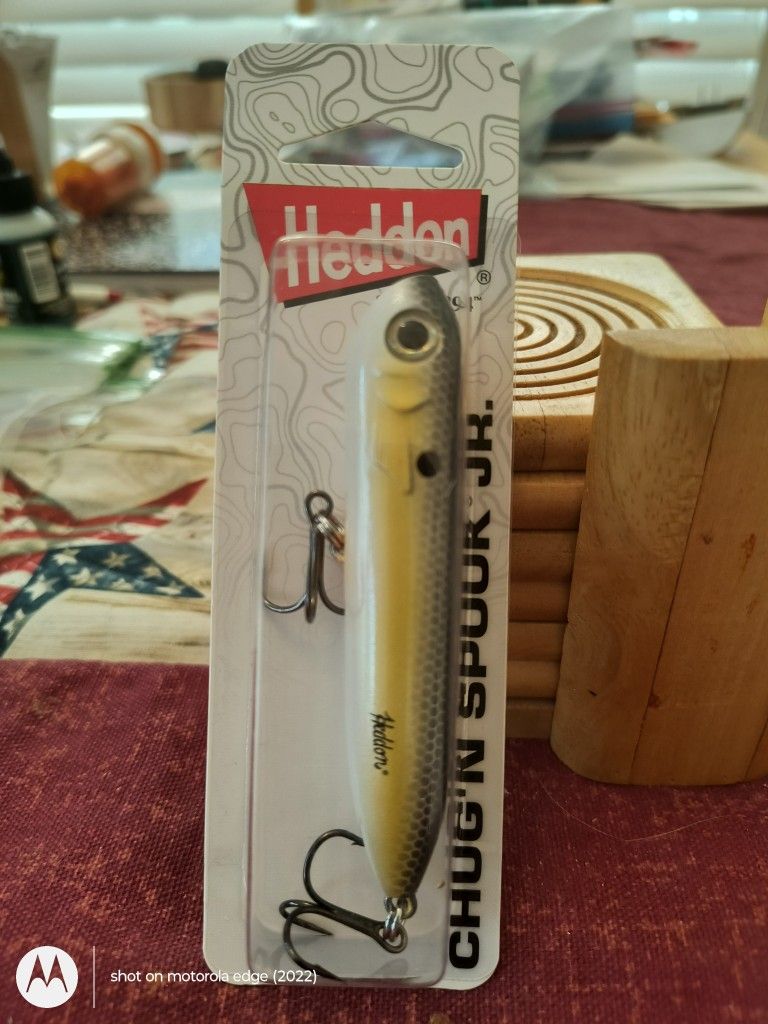 Heddon
®
CHUG'N SPOOK JR.
Heddon®
shot on motorola edge (2022)